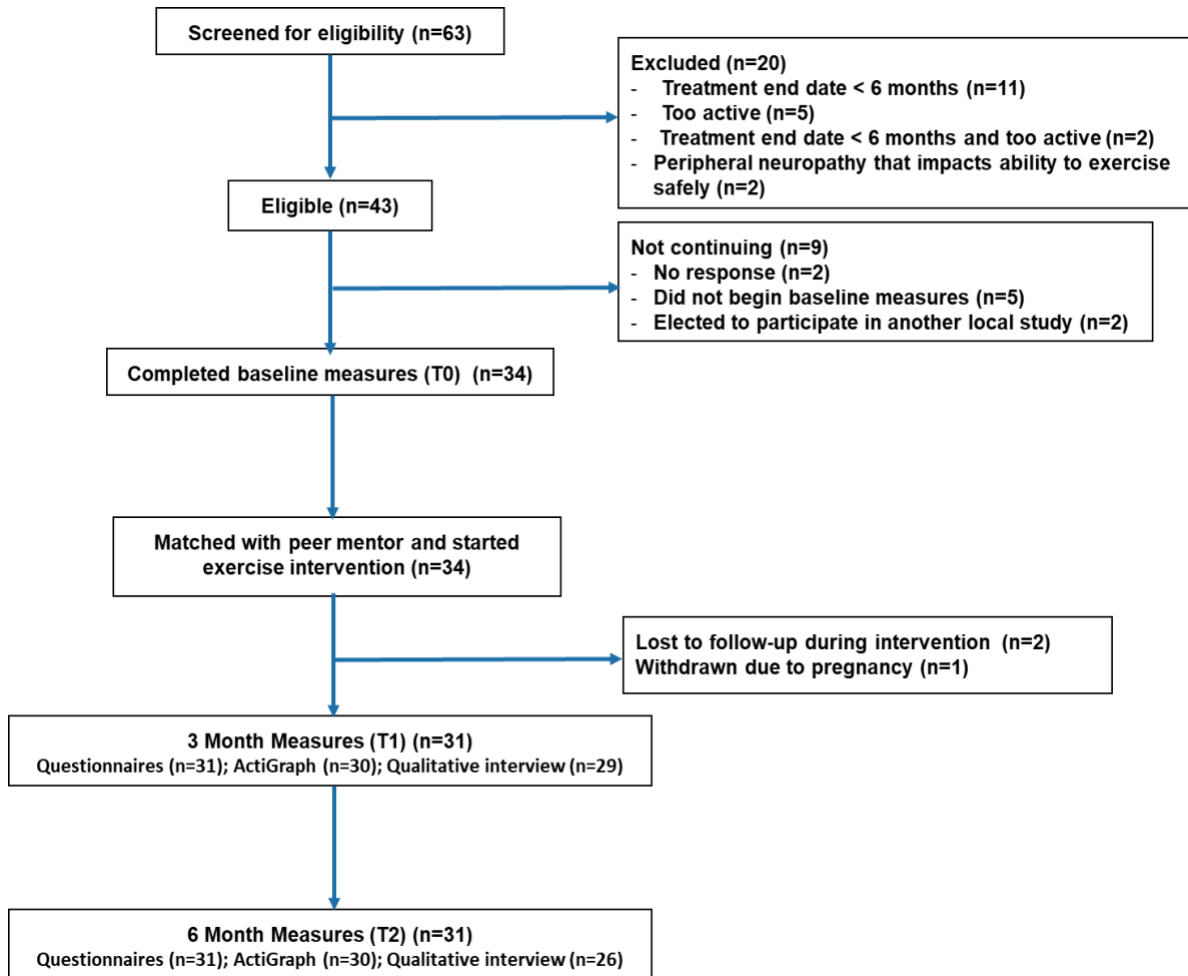 Screened for eligibility (n=63)
Excluded (n=20)
- Treatment end date < 6 months (n=11)
- Too active (n=5)
- Treatment end date < 6 months and too active (n=2)
- Peripheral neuropathy that impacts ability to exercise
safely (n=2)
Eligible (n=43)
Not continuing (n=9)
- No response (n=2)
- Did not begin baseline measures (n=5)
- Elected to participate in another local study (n=2)
Completed baseline measures (T0) (n=34)
Matched with peer mentor and started
exercise intervention (n=34)
Lost to follow-up during intervention (n=2)
Withdrawn due to pregnancy (n=1)
3 Month Measures (T1) (n=31)
Questionnaires (n=31); ActiGraph (n=30); Qualitative interview (n=29)
6 Month Measures (T2) (n=31)
Questionnaires (n=31); ActiGraph (n=30); Qualitative interview (n=26)